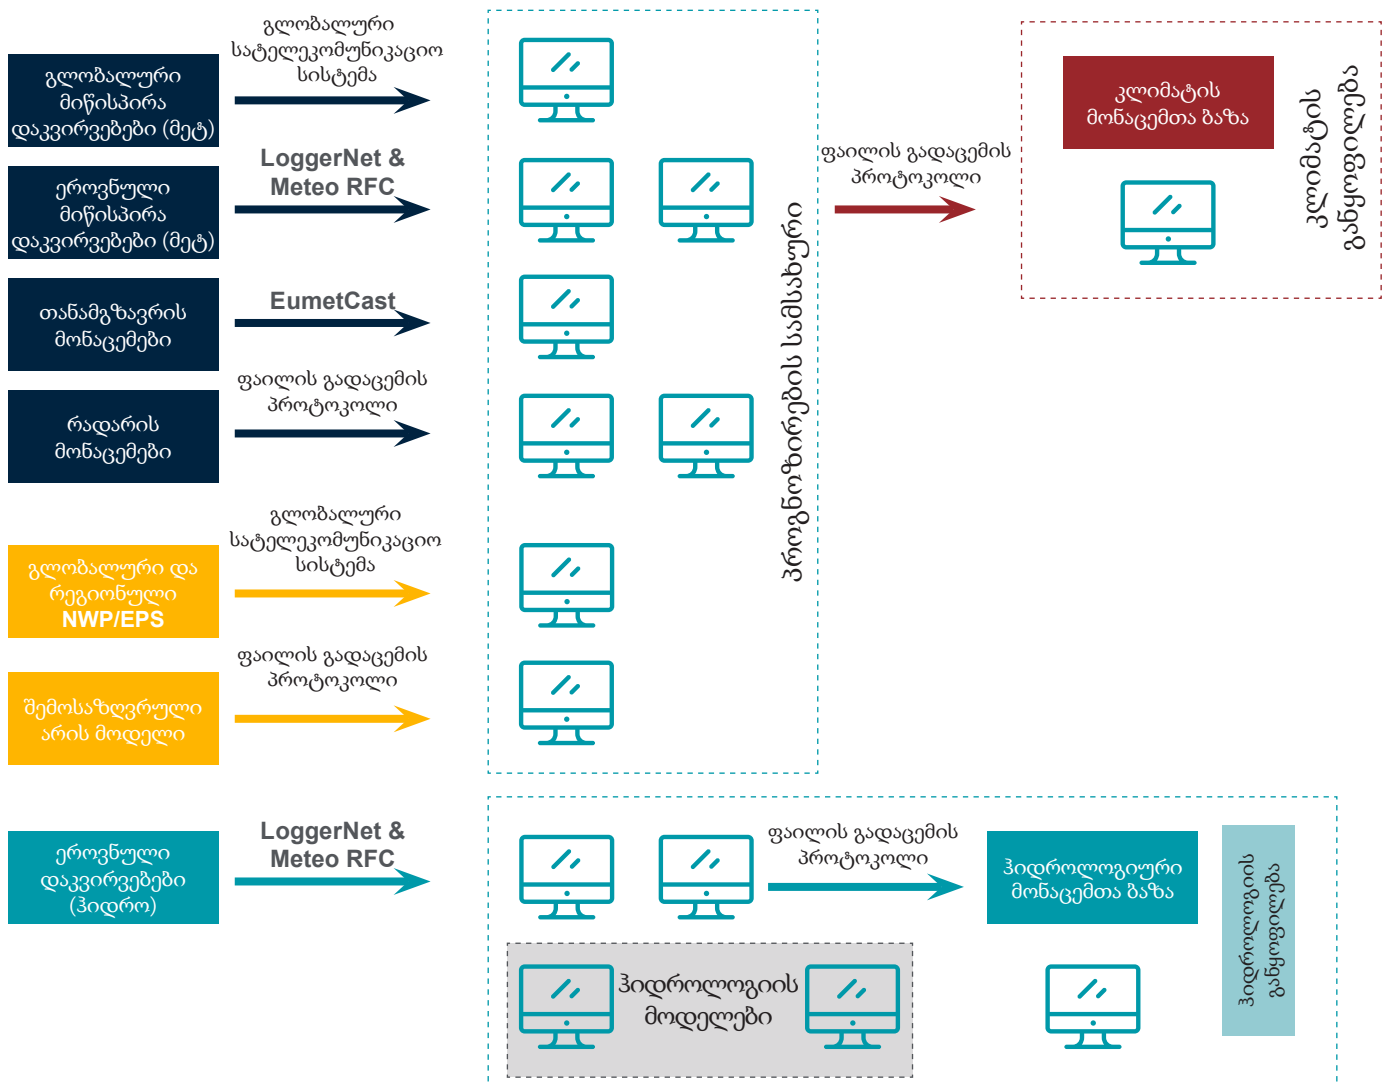 გლობალური
მიწისპირა
დაკვირვებები (მეტ)
გლობალური
სატელეკომუნიკაციო
სისტემა
ეროვნული
მიწისპირა
დაკვირვებები (მეტ)
LoggerNet &
Meteo RFC
თანამგზავრის
მონაცემები
EumetCast
რადარის
მონაცემები
ფაილის გადაცემის
პროტოკოლი
გლობალური და
რეგიონული
NWP/EPS
გლობალური
სატელეკომუნიკაციო
სისტემა
შემოსაზღვრული
არის მოდელი
ფაილის გადაცემის
პროტოკოლი
პროგნოზირების სამსახური
ფაილის გადაცემის
პროტოკოლი
კლიმატის
მონაცემთა ბაზა
კლიმატის
განყოფილება
ეროვნული
დაკვირვებები
(ჰიდრო)
LoggerNet &
Meteo RFC
ფაილის გადაცემის
პროტოკოლი
ჰიდროლოგიური
მონაცემთა ბაზა
ჰიდროლოგიის
განყოფილება
ჰიდროლოგიის
მოდელები